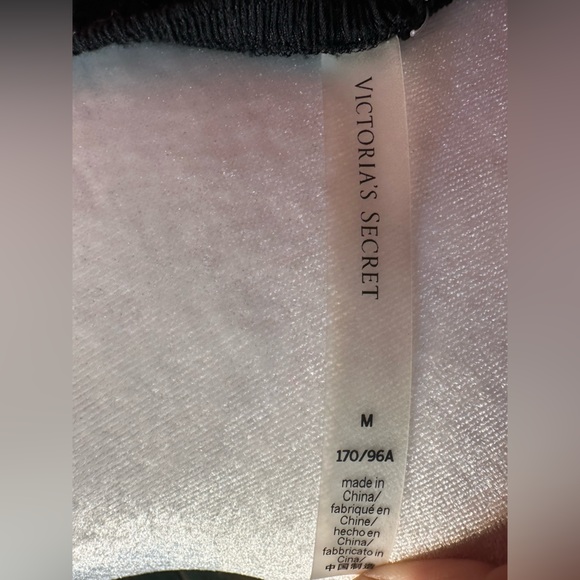 VICTORIA'S SECRET
M
170/96A
made in
China/
fabriqué en
Chine/
hecho en
China/
fabbricato in
Cina/
中国制造